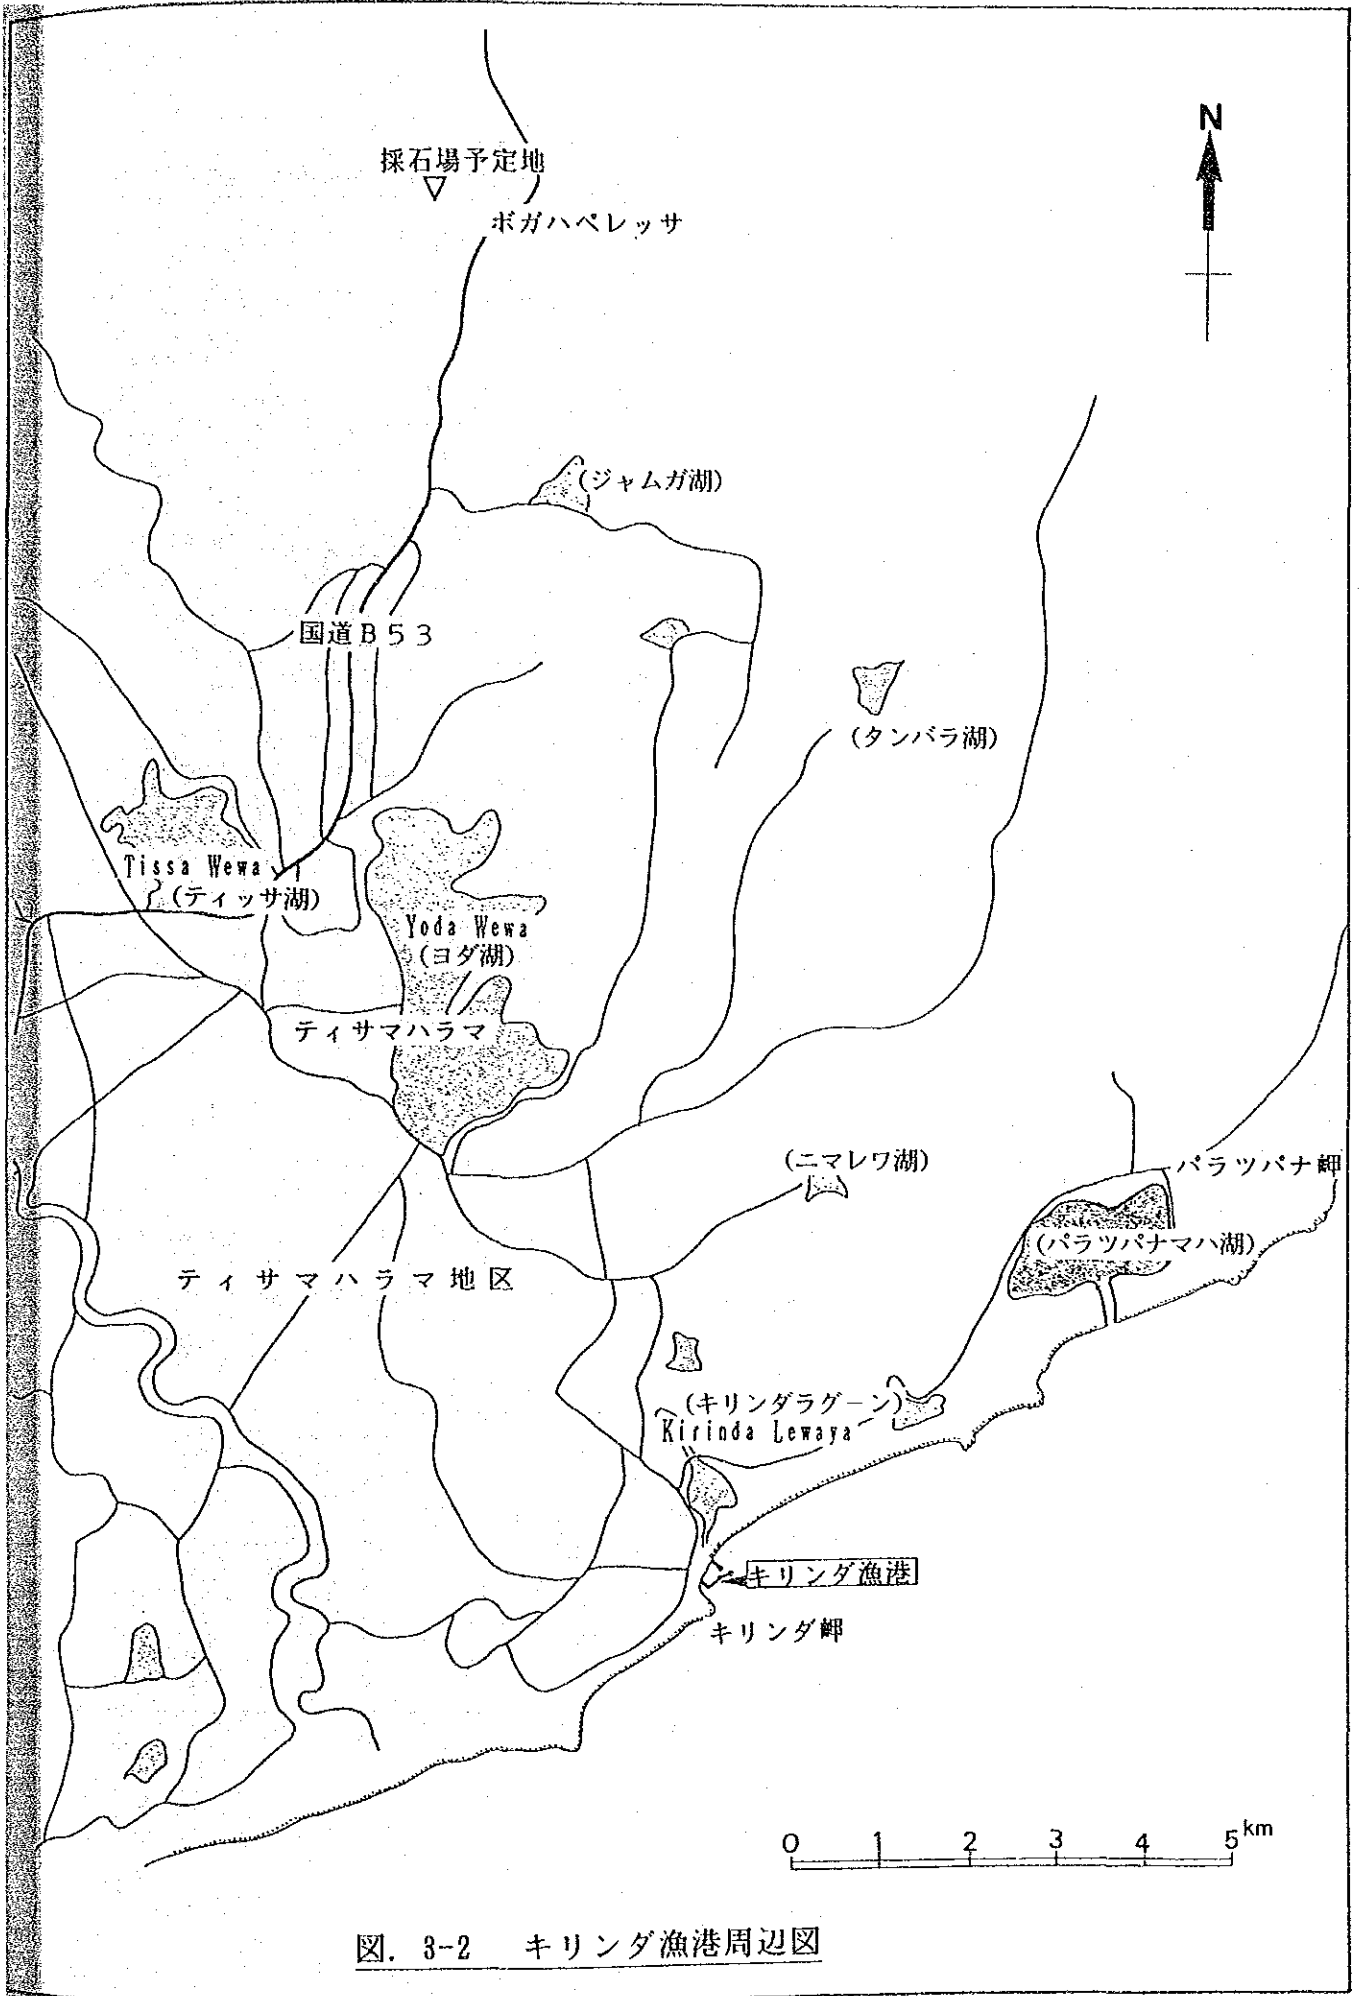 N
採石場予定地
ボガハペレッサ
(ジャムガ湖)
国道B53
(タンバラ湖)
Tissa Wewa
(ティッサ湖)
Yoda Wewa
(ヨダ湖)
ティサマハラマ
(ニマレワ湖)
パラツパナ岬
(パラツパナマハ湖)
ティサマハラマ地区
(キリンダラグーン)
Kirinda Lewaya
キリンダ漁港
キリンダ岬
0 1 2 3 4 5 km
図. 3-2 キリンダ漁港周辺図